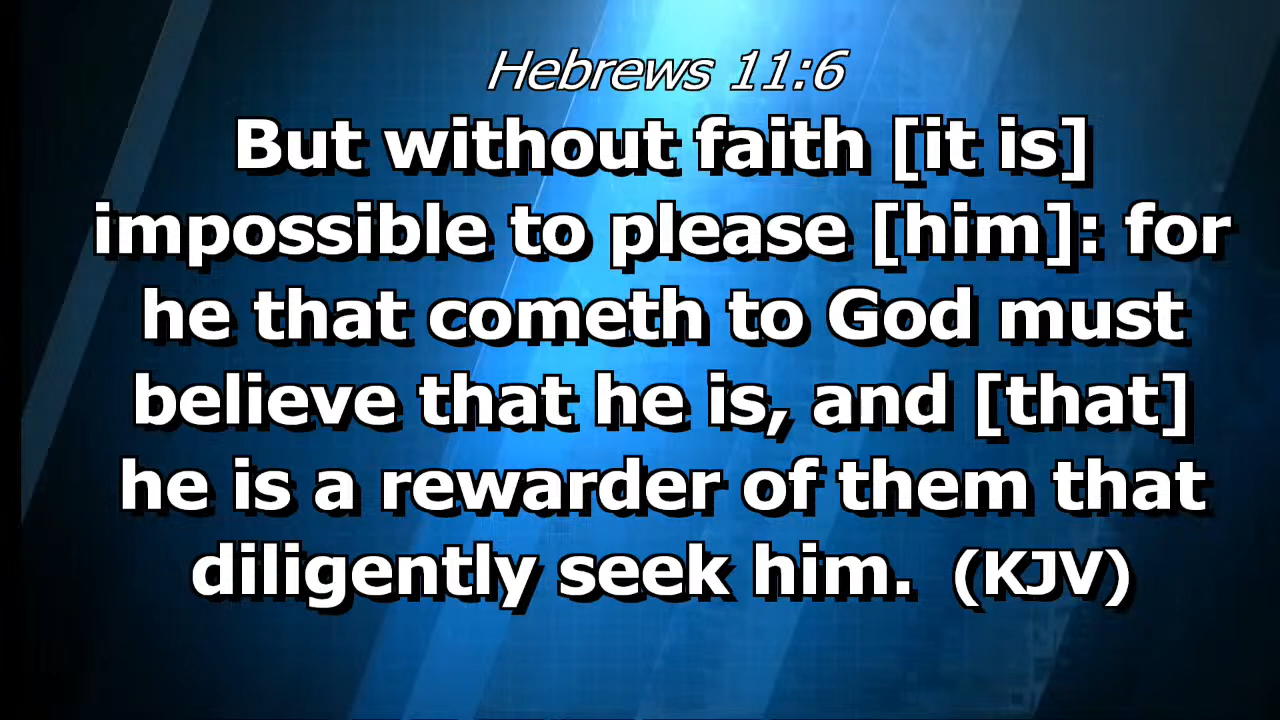 Hebrews 11:6
But without faith [it is]
impossible to please [him]: for
he that cometh to God must
believe that he is, and [that]
he is a rewarder of them that
diligently seek him. (KJV)